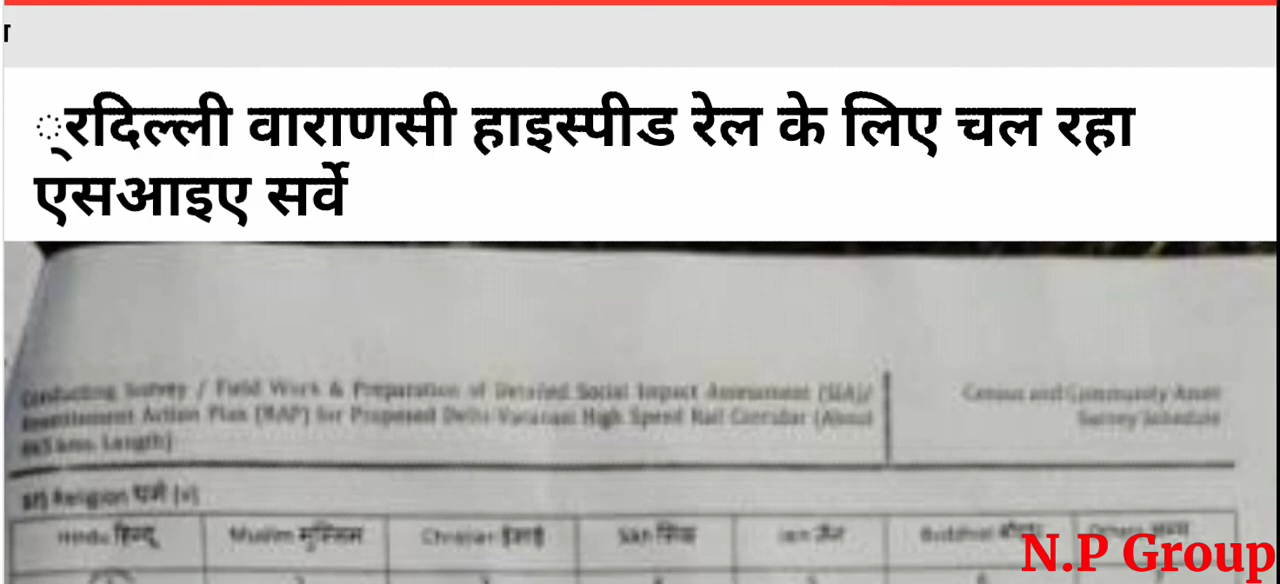 ्रदिल्ली वाराणसी हाइस्पीड रेल के लिए चल रहा
एसआइए सर्वे
Conducting Survey / Field Work & Preparation of Detailed Social Impact Assessment (SIA)/
Resettlement Action Plan (RAP) for Proposed Delhi-Varanasi High Speed Rail Corridor (About
Length)
Census and Community Asset
Survey Schedule
Religion धर्म (v)
Hindu हिन्दू Muslim मुस्लिम Christian ईसाई Sikh सिख Jain जैन Buddhist Others
N.P Group